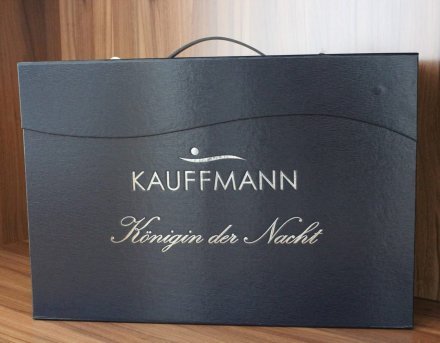 KAUFFMANN
Königin der Nacht